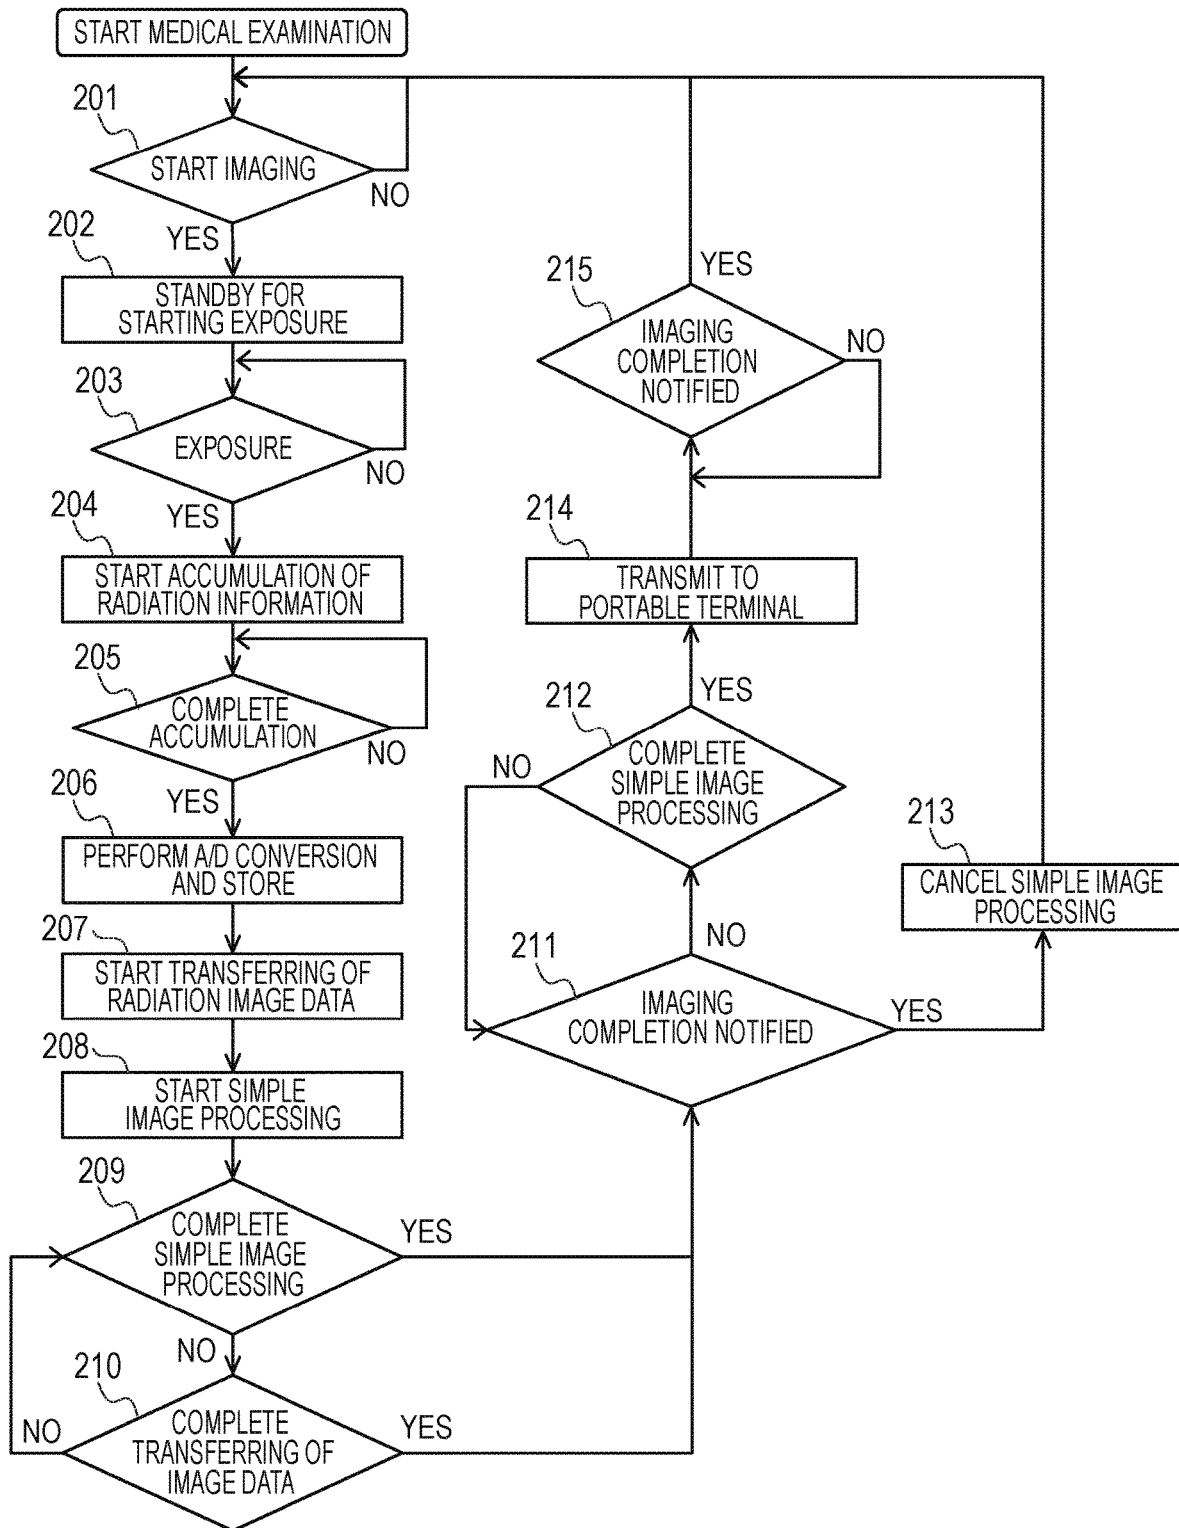 START MEDICAL EXAMINATION
201
START IMAGING
NO
YES
202
STANDBY FOR
STARTING EXPOSURE
203
EXPOSURE
NO
YES
204
START ACCUMULATION OF
RADIATION INFORMATION
205
COMPLETE
ACCUMULATION
NO
YES
206
PERFORM A/D CONVERSION
AND STORE
207
START TRANSFERRING OF
RADIATION IMAGE DATA
208
START SIMPLE
IMAGE PROCESSING
209
COMPLETE
SIMPLE IMAGE
PROCESSING
YES
NO
210
COMPLETE
TRANSFERRING OF
IMAGE DATA
NO
YES
215
YES
IMAGING
COMPLETION
NOTIFIED
NO
214
TRANSMIT TO
PORTABLE TERMINAL
212
YES
NO
COMPLETE
SIMPLE IMAGE
PROCESSING
213
CANCEL SIMPLE IMAGE
PROCESSING
211
NO
IMAGING
COMPLETION NOTIFIED
YES